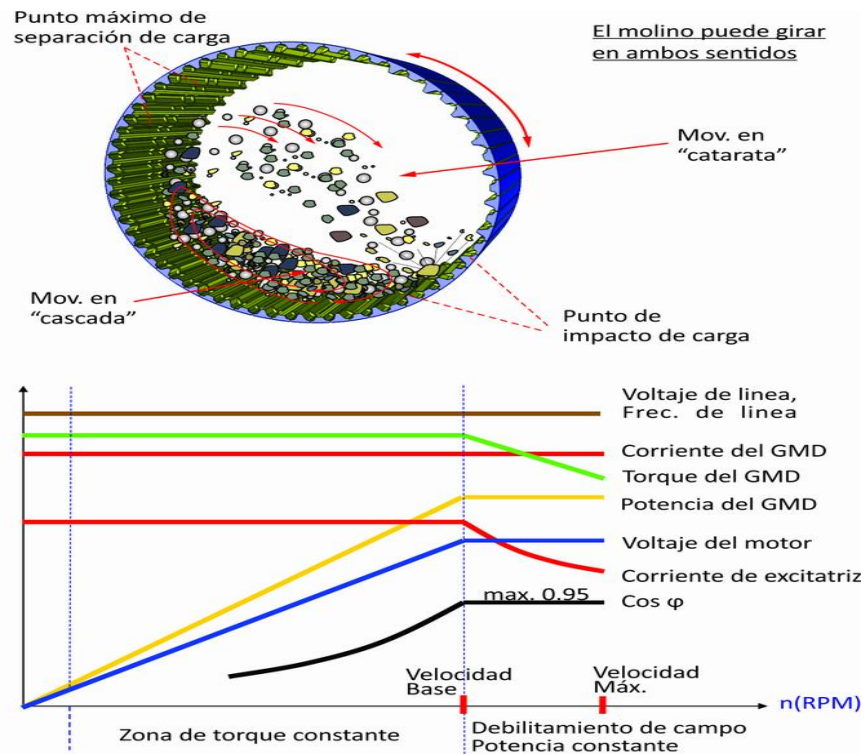 Punto máximo de
separación de carga
El molino puede girar
en ambos sentidos
Mov. en
“catarata”
Mov. en
“cascada”
Punto de
impacto de carga
Voltaje de linea,
Frec. de linea
Corriente del GMD
Torque del GMD
Potencia del GMD
Voltaje del motor
Corriente de excitatriz
max. 0.95
Cos φ
Velocidad
Base
Velocidad
Máx.
n(RPM)
Zona de torque constante
Debilitamiento de campo
Potencia constante